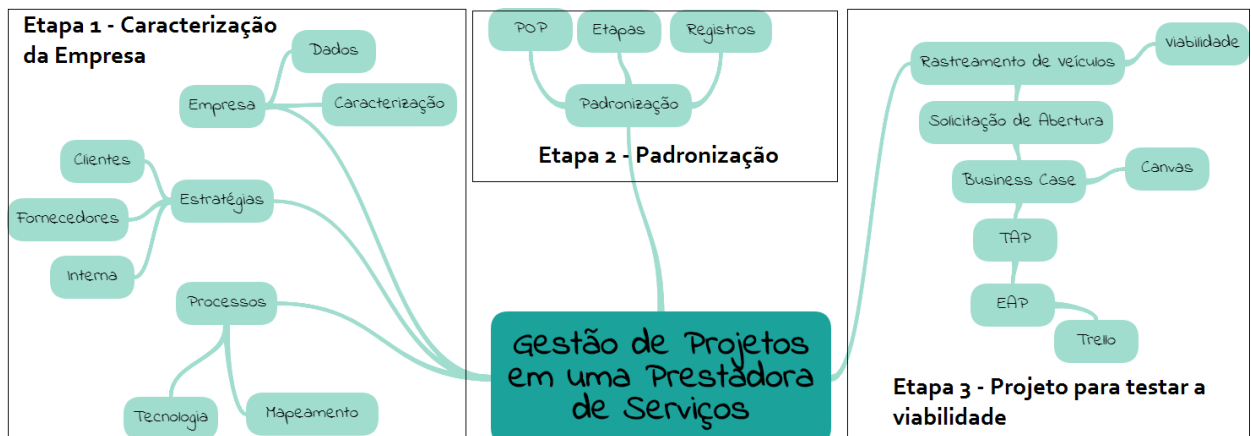 Etapa 1 - Caracterização
da Empresa
Dados
Empresa
Caracterização
Clientes
Estratégias
Fornecedores
Interna
Processos
Tecnologia
Mapeamento
POP
Etapas
Registros
Padronização
Etapa 2 - Padronização
Gestão de Projetos
em uma Prestadora
de Serviços
Viabilidade
Rastreamento de Veículos
Solicitação de Abertura
Business Case
Canvas
TAP
EAP
Trello
Etapa 3 - Projeto para testar a
viabilidade